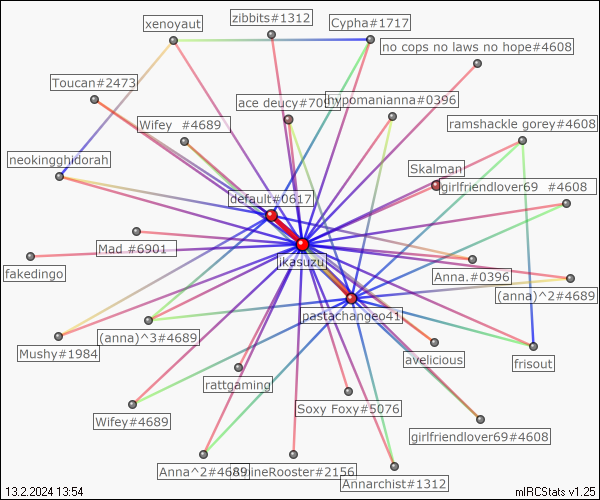 zibbits#1312
xenoyaut
Cypha#1717
no cops no laws no hope#4608
Toucan#2473
ace deucy#709
hypomanianna#0396
Wifey #4689
ramshackle gorey#4608
neokingghidorah
Skalman
girlfriendlover69 #4608
default#0617
Mad #6901
ikasuzu
fakedingo
Anna.#0396
(anna)^2#4689
pastachangeo41
(anna)^3#4689
Mushy#1984
avelicious
frisout
rattgaming
Soxy Foxy#5076
Wifey#4689
girlfriendlover69#4608
Anna^2#4689
lineRooster#2156
Annarchist#1312
13.2.2024 13:54
mIRCStats v1.25